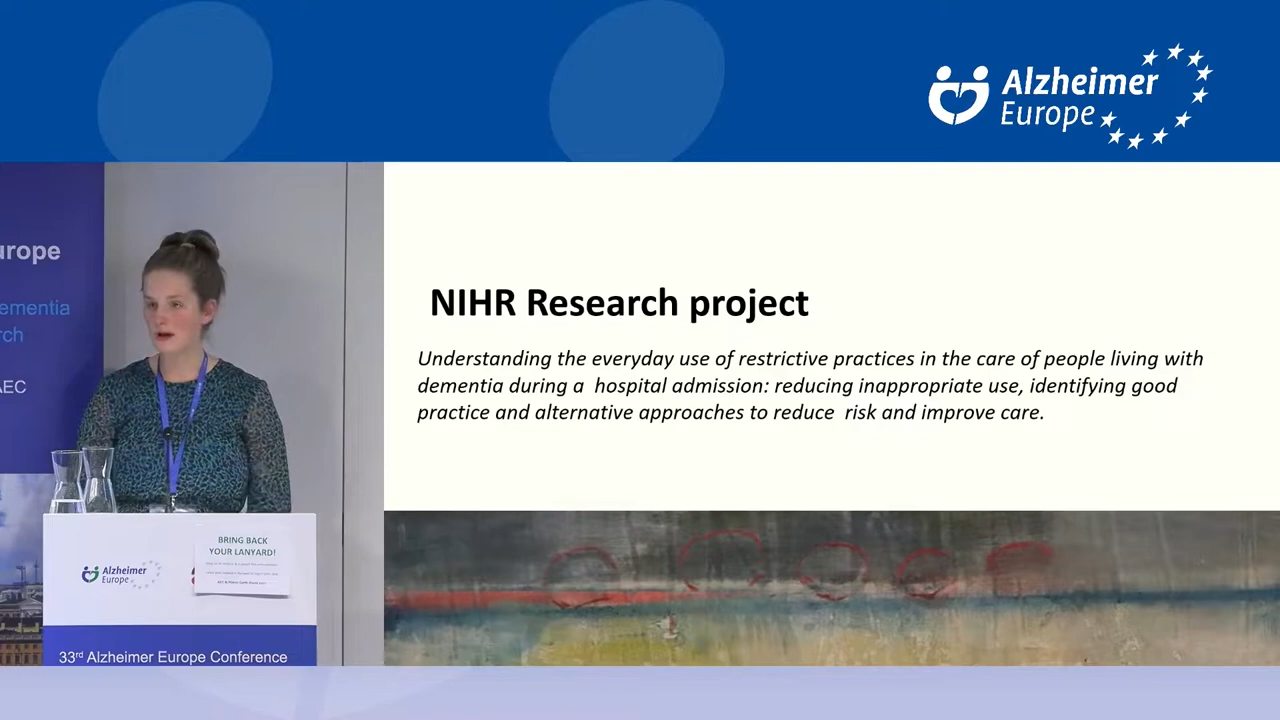 Alzheimer
Europe
urope
ementia
rch
AEC
NIHR Research project
Understanding the everyday use of restrictive practices in the care of people living with
dementia during a hospital admission: reducing inappropriate use, identifying good
practice and alternative approaches to reduce risk and improve care.
BRING BACK
YOUR LANYARD!
Alzheimer
Europe
33rd Alzheimer Europe Conference